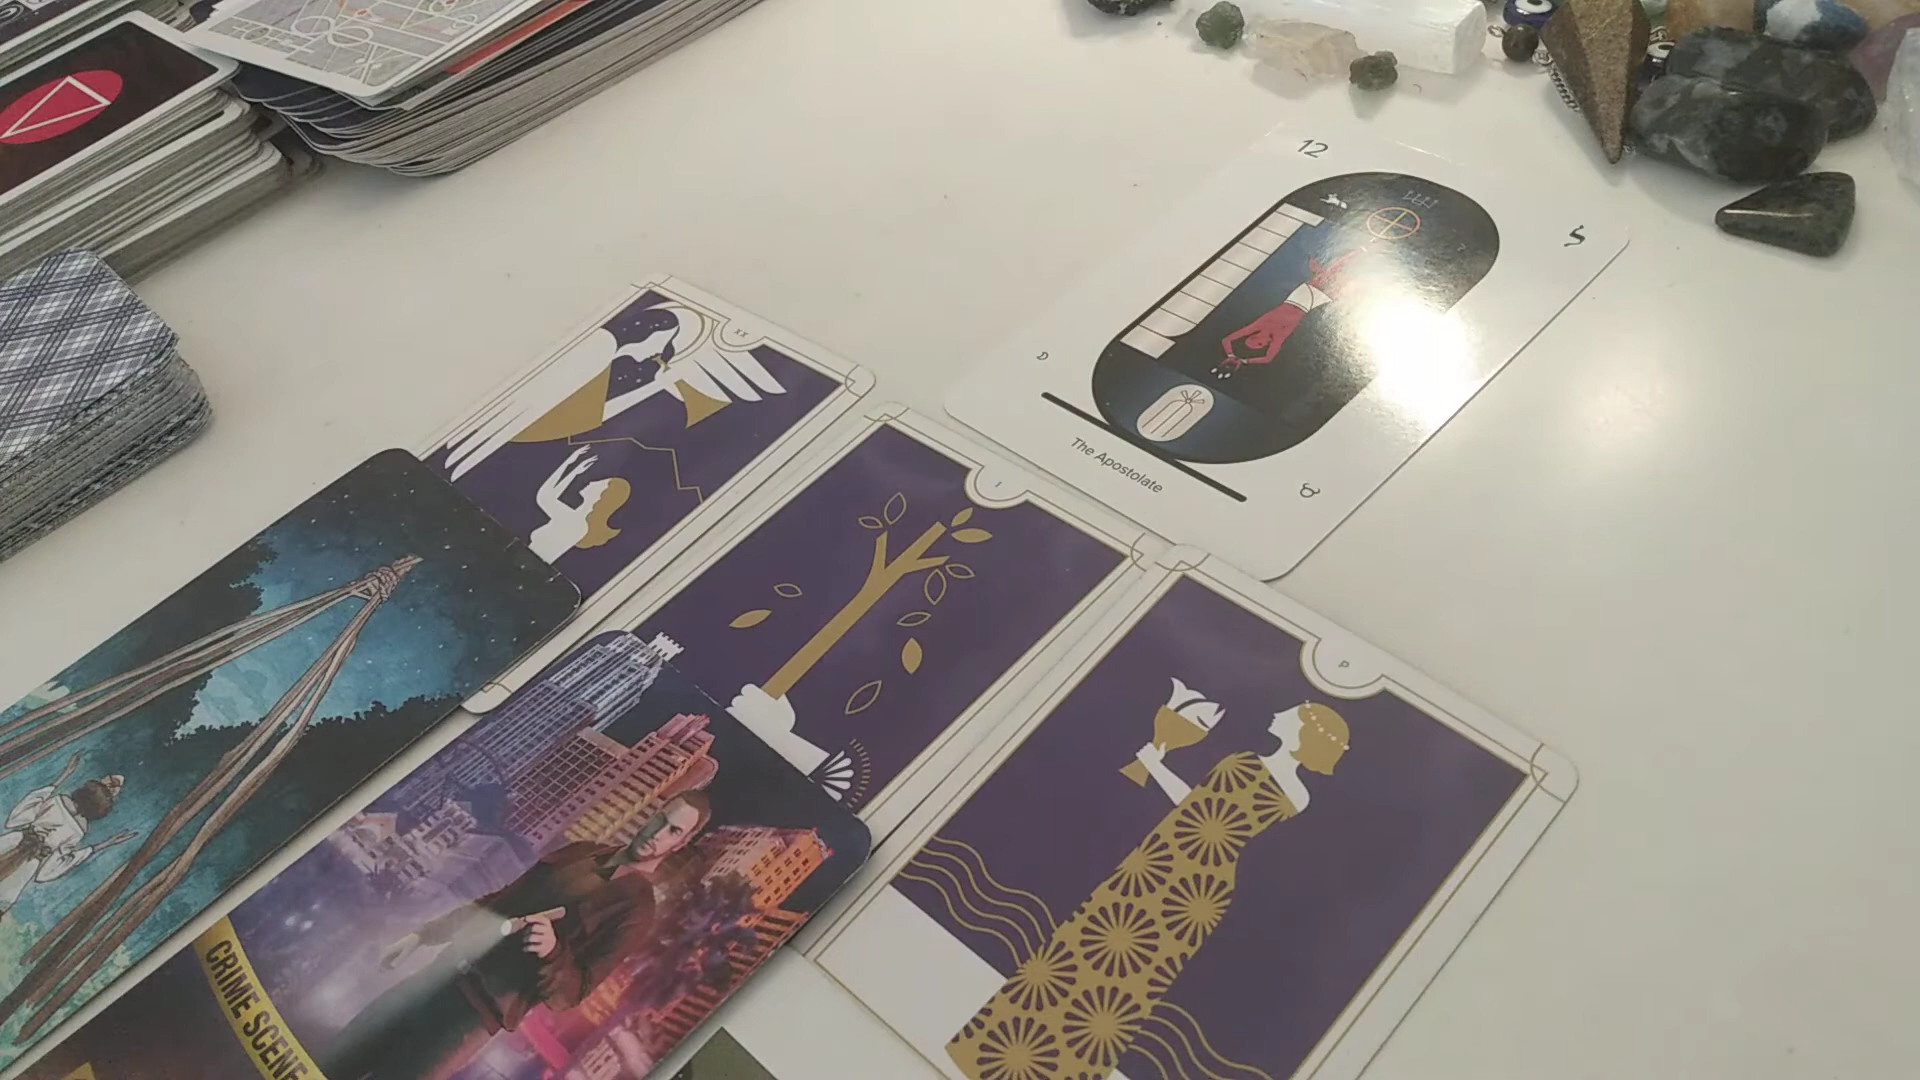 12
ל
XX
I
The Apostolate
P
CRIME SCENE